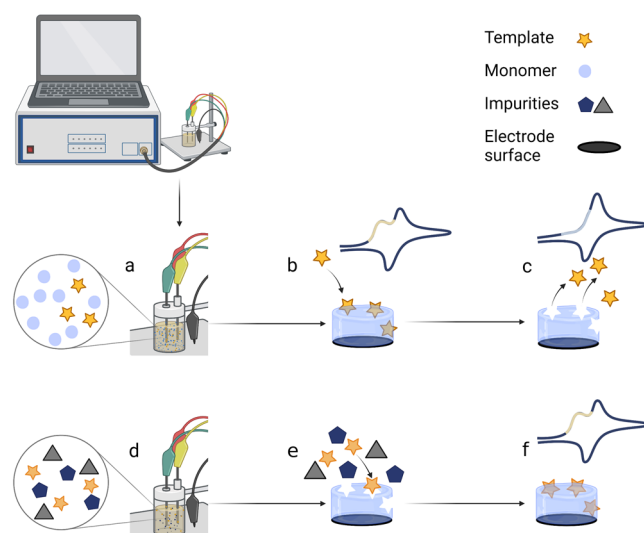 Template
Monomer
Impurities
Electrode
surface
a
b
c
d
e
f